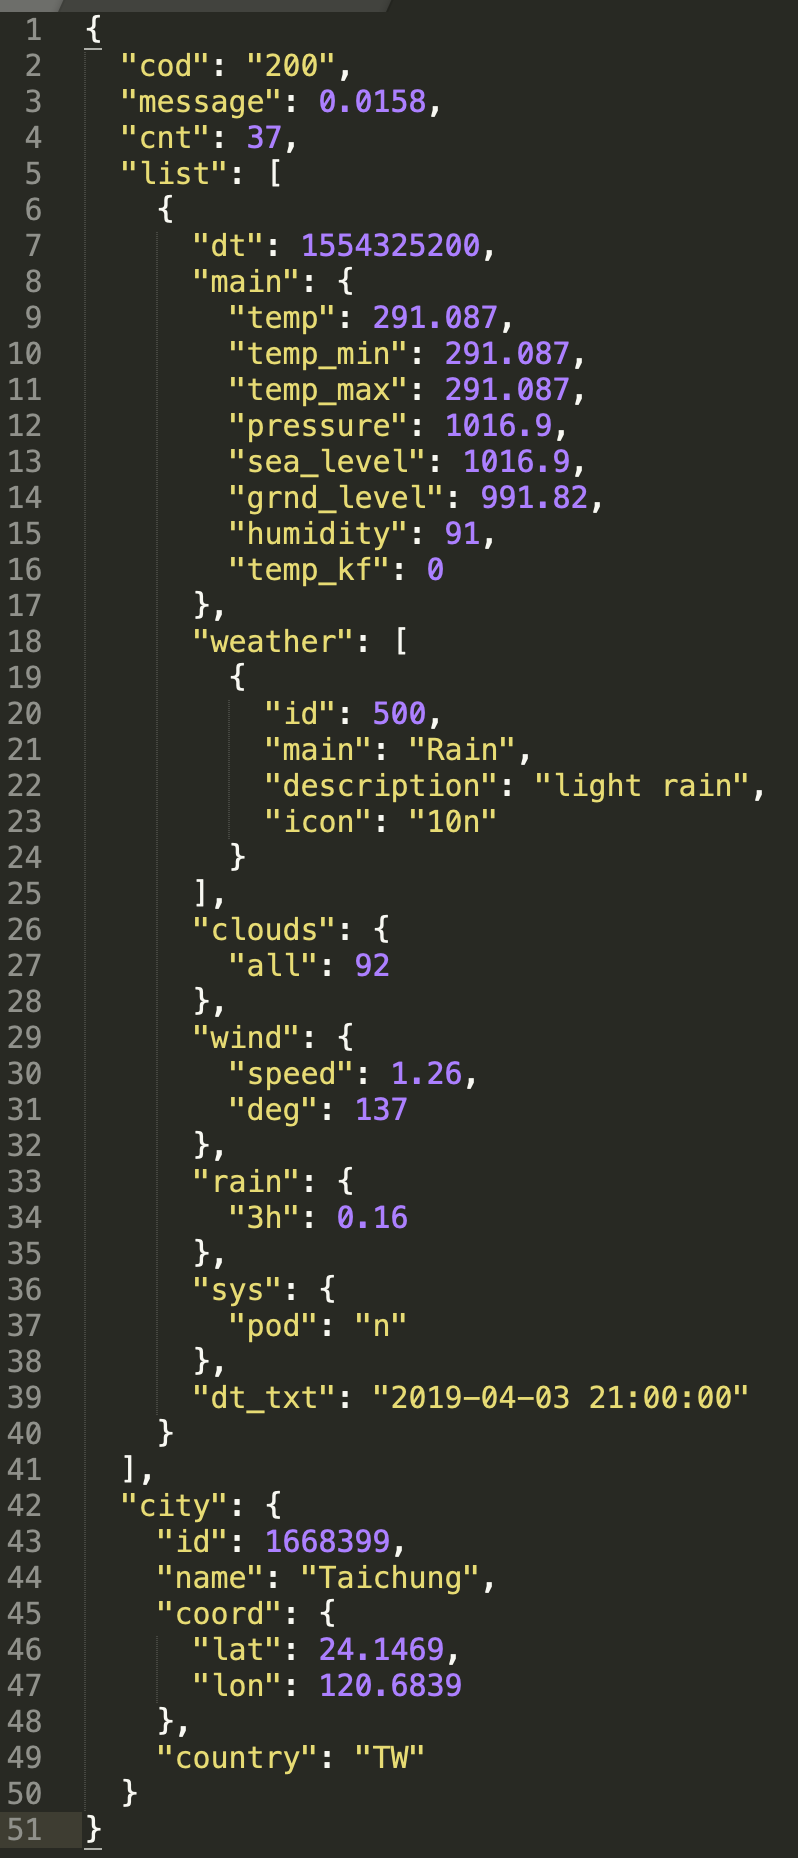 1 {
2 "cod": "200",
3 "message": 0.0158,
4 "cnt": 37,
5 "list": [
6 {
7 "dt": 1554325200,
8 "main": {
9 "temp": 291.087,
10 "temp_min": 291.087,
11 "temp_max": 291.087,
12 "pressure": 1016.9,
13 "sea_level": 1016.9,
14 "grnd_level": 991.82,
15 "humidity": 91,
16 "temp_kf": 0
17 },
18 "weather": [
19 {
20 "id": 500,
21 "main": "Rain",
22 "description": "light rain",
23 "icon": "10n"
24 }
25 ],
26 "clouds": {
27 "all": 92
28 },
29 "wind": {
30 "speed": 1.26,
31 "deg": 137
32 },
33 "rain": {
34 "3h": 0.16
35 },
36 "sys": {
37 "pod": "n"
38 },
39 "dt_txt": "2019-04-03 21:00:00"
40 }
41 ],
42 "city": {
43 "id": 1668399,
44 "name": "Taichung",
45 "coord": {
46 "lat": 24.1469,
47 "lon": 120.6839
48 },
49 "country": "TW"
50 }
51 }